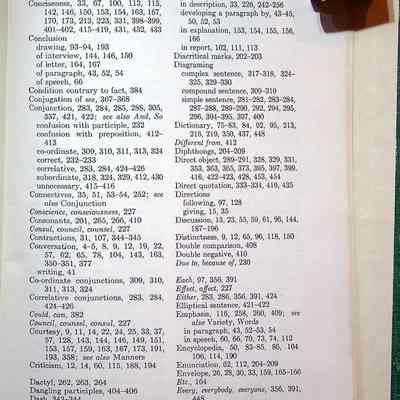 Conciseness, 33, 67, 100, 113, 115,
142, 146, 150, 153, 154, 163, 167,
170, 173, 213, 223, 331, 398-399,
401-402, 415-419, 431, 432, 433
Conclusion
drawing, 93-94, 193
of interview, 144, 146, 150
of letter, 164, 167
of paragraph, 43, 52, 54
of speech, 66
Condition contrary to fact, 384
Conjugation of see, 367-368
Conjunction, 283, 284, 285, 288, 305,
337, 421, 422; see also And, So
confusion with participle, 232
confusion with preposition, 412-
413
co-ordinate, 309, 310, 311, 313, 324
correct, 232-233
correlative, 283, 284, 424-426
subordinate, 318, 324, 329, 412, 430
unnecessary, 415-416
Connectives, 35, 51, 53-54, 252; see
also Conjunction
Conscience, consciousness, 227
Consonants, 201, 265, 266, 410
Consul, council, counsel, 227
Contractions, 31, 107, 344-345
Conversation, 4-5, 8, 9, 12, 19, 22,
57, 62, 65, 78, 104, 143, 163,
350-351, 377
writing, 41
Co-ordinate conjunctions, 309, 310,
311, 313, 324
Correlative conjunctions, 283, 284,
424-426
Could, can, 382
Council, counsel, consul, 227
Courtesy, 9, 11, 14, 22, 24, 25, 33, 37,
57, 128, 143, 144, 146, 149, 151,
153, 157, 159, 163, 167, 173, 191,
193, 358; see also Manners
Criticism, 12, 14, 60, 115, 188, 194
Dactyl, 262, 263, 264
Dangling participles, 404-406
Dash, 343-344
in description, 33, 226, 242-256
developing a paragraph by, 43-45,
50, 52, 53
in explanation, 153, 154, 155, 156,
166
in report, 102, 111, 113
Diacritical marks, 202-203
Diagraming
complex sentence, 317-318, 324-
325, 329-330
compound sentence, 309-310
simple sentence, 281-282, 283-284,
287-288, 289-290, 292, 294, 295,
296, 394-395, 397, 400
Dictionary, 75-83, 84, 92, 95, 213,
218, 219, 350, 437, 448
Different from, 412
Diphthongs, 204-209
Direct object, 289-291, 328, 329, 331,
353, 363, 365, 373, 395, 397, 399,
416, 422-423, 428, 453, 454
Direct quotation, 333-334, 419, 435
Directions
following, 97, 128
giving, 15, 35
Discussion, 13, 23, 55, 59, 61, 95, 144,
187-196
Distinctness, 9, 12, 65, 96, 118, 150
Double comparison, 408
Double negative, 410
Due to, because of, 230
Each, 97, 356, 391
Effect, affect, 227
Either, 283, 286, 356, 391, 424
Elliptical sentence, 421-422
Emphasis, 116, 258, 260, 409; see
also Variety, Words
in paragraph, 43, 52-53, 54
in speech, 60, 66, 70, 73, 74, 112
Encyclopedia, 50, 83-85, 86, 104
106, 114, 190
Enunciation, 62, 112, 204-209
Envelope, 26, 28, 30, 33, 159, 165-166
Etc., 164
Every, everybody, everyone, 356, 391,
448